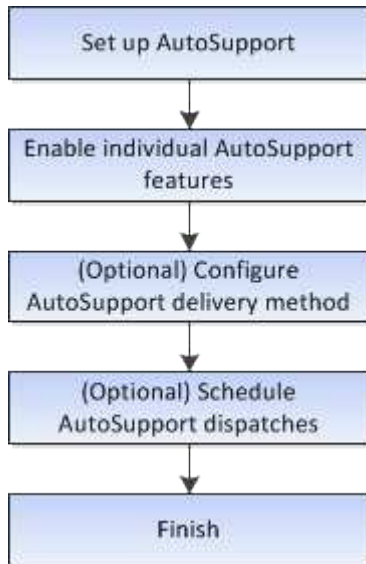 Set up AutoSupport
Enable individual AutoSupport
features
(Optional) Configure
AutoSupport delivery method
(Optional) Schedule
AutoSupport dispatches
Finish